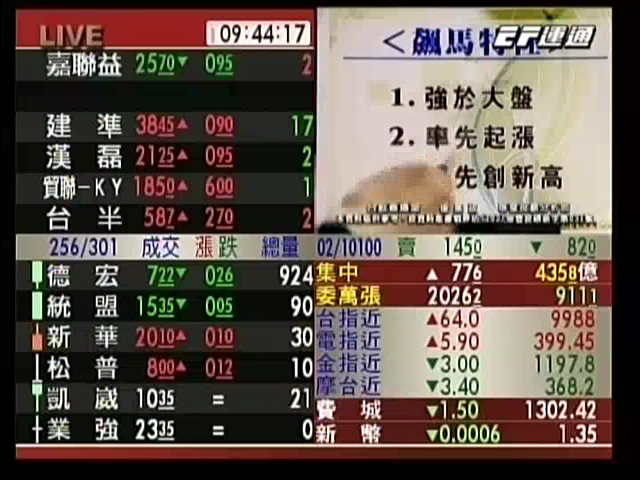 LIVE 09:44:17
嘉聯益 2570▼ 095 2
建準 3845▲ 090 17
漢磊 2125▲ 095 2
貿聯-KY 1850▲ 600 1
台半 587▲ 270 2
256/301 成交 漲跌 總量
德宏 722▼ 026 924
統盟 1535▼ 005 90
新華 2010▲ 010 30
松普 800▲ 012 10
凱崴 1035 = 21
業強 2335 = 0
<飆馬特
運通
1. 強於大盤
2. 率先起漲
先創新高
02/10100 賣 1450 ▼ 820
集中 ▲ 776 4358億
委萬張 20262 9111
台指近 ▲64.0 9988
電指近 ▲5.90 399.45
金指近 ▼3.00 1197.8
摩台近 ▼3.40 368.2
費城 ▼1.50 1302.42
新幣 ▼0.0006 1.35